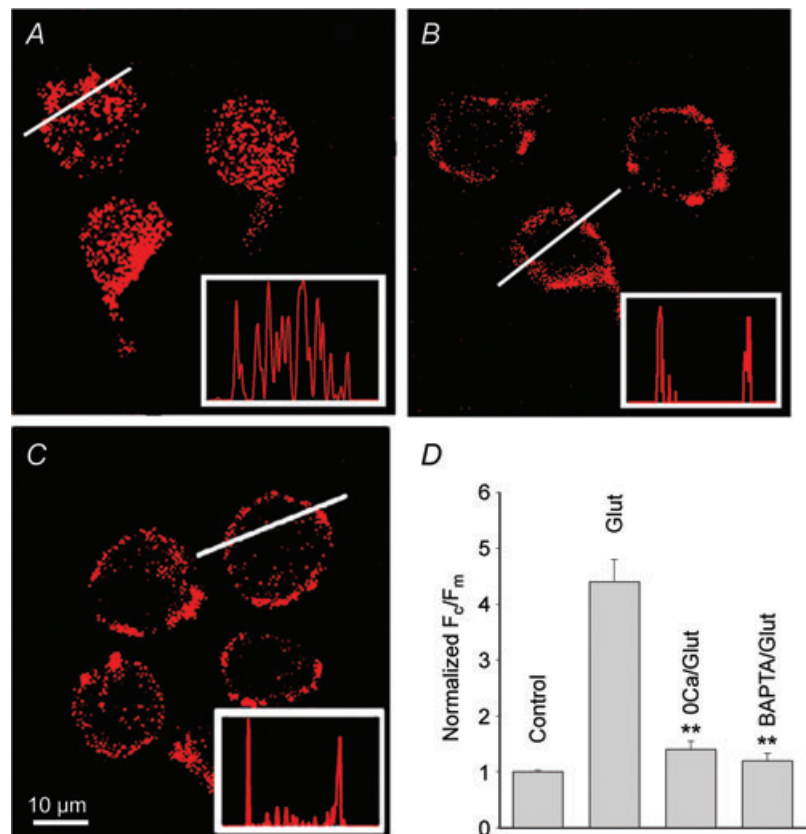 A
B
C
10 µm
D
Normalized Fc/Fm
6
5
4
3
2
1
0
Control
Glut
** 0Ca/Glut
** BAPTA/Glut